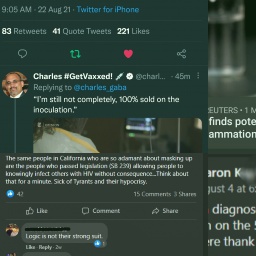 9:05 AM · 22 Aug 21 · Twitter for iPhone
83 Retweets 41 Quote Tweets 221 Likes
Charles #GetVaxxed! @charl... · 45m
Replying to @charles_gaba
"I'm still not completely, 100% sold on the
inoculation."
The same people in California who are so adamant about masking up
are the people who passed legislation (SB 239) allowing people to
knowingly infect others with HIV without consequence...Think about
that for a minute. Sick of Tyrants and their hypocrisy.
42 15 Comments 3 Shares
Like Comment Share
Logic is not their strong suit.
Like · Reply · 2w
5
EUTERS · 1 M
finds pote
ammation
aron K
gust 4 at
diagnos
n on the
ere thank